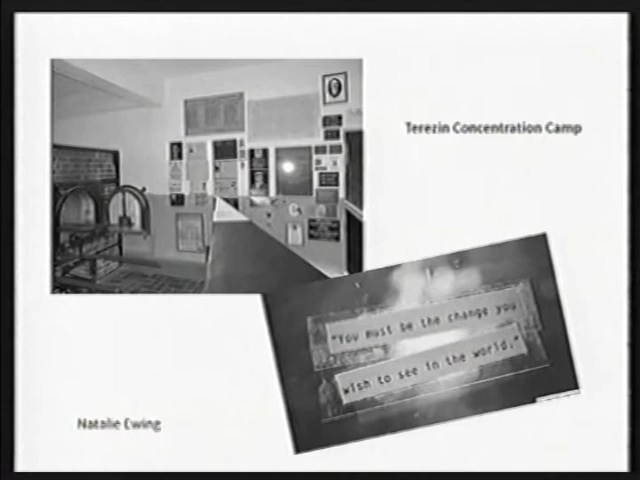 Terezin Concentration Camp
"You must be the change you
wish to see in the world."
Natalie Ewing